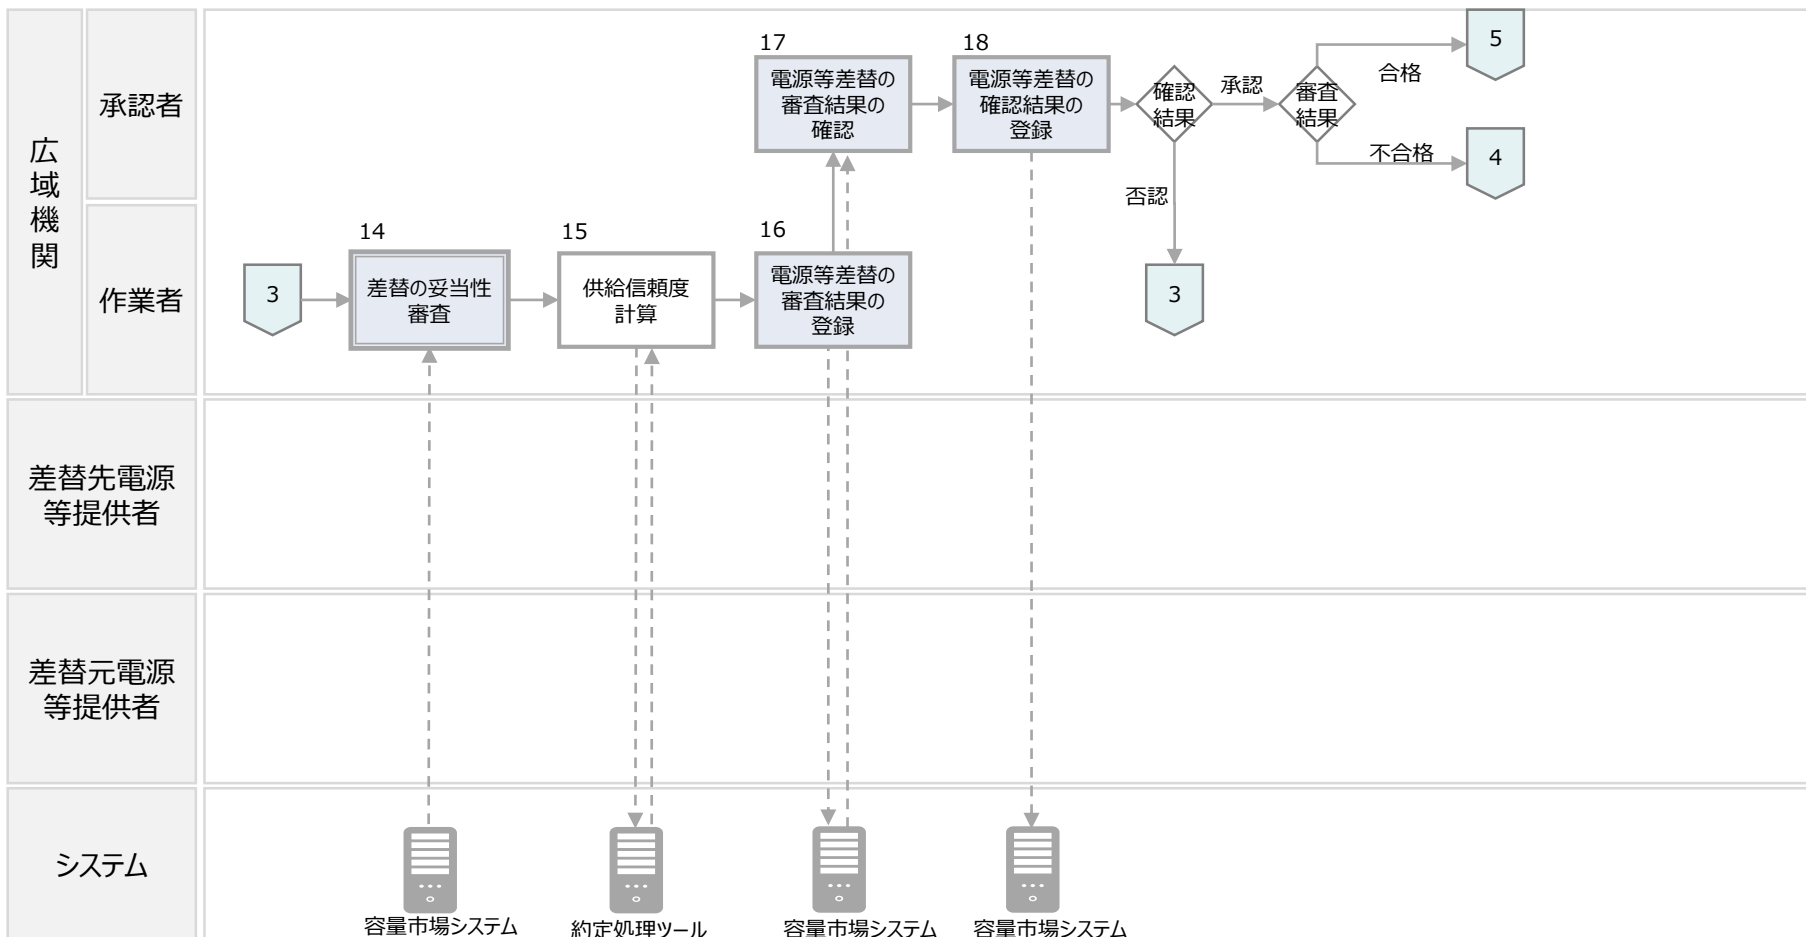 広
域
機
関
承認者
17
電源等差替の
審査結果の
確認
18
電源等差替の
確認結果の
登録
確認
結果
承認
審査
結果
合格
5
不合格
4
否認
3
作業者
3
14
差替の妥当性
審査
15
供給信頼度
計算
16
電源等差替の
審査結果の
登録
差替先電源
等提供者
差替元電源
等提供者
システム
容量市場システム
約定処理ツール
容量市場システム
容量市場システム